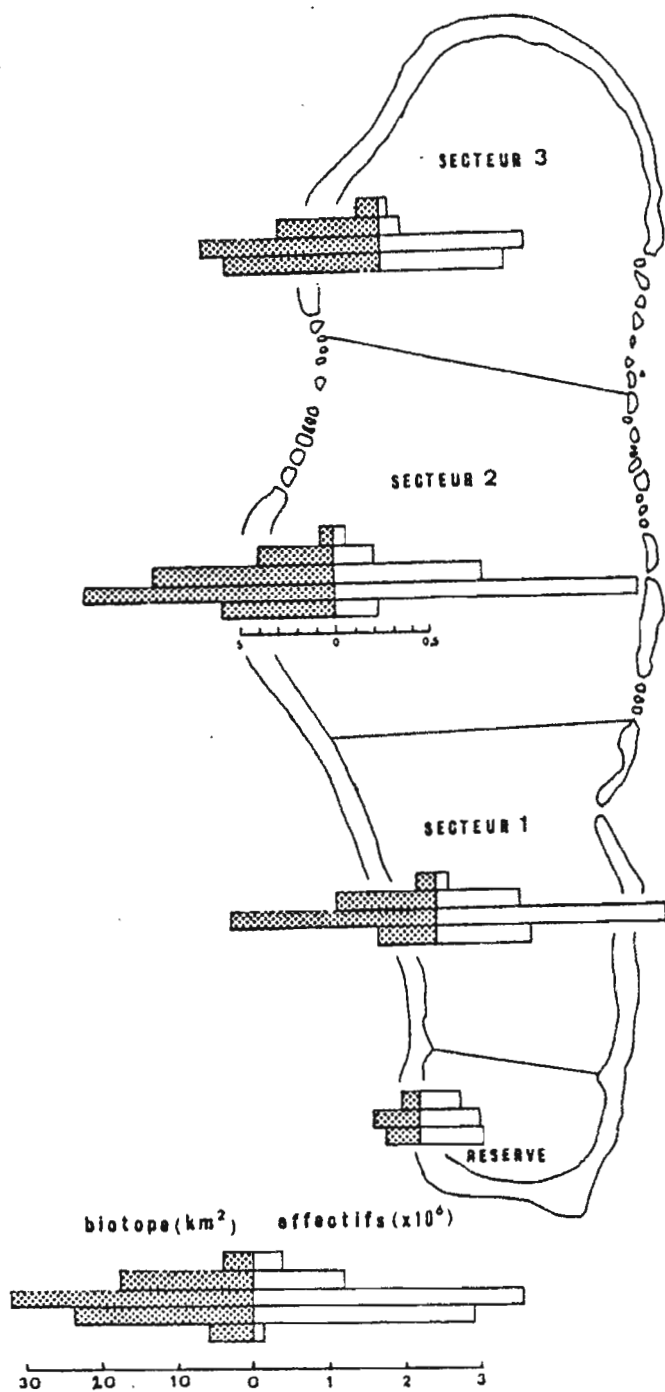 SECTEUR 3
SECTEUR 2
5 0 0,5
SECTEUR 1
RESERVE
biotope (km²) effectifs (x10⁶)
30 20 10 0 1 2 3